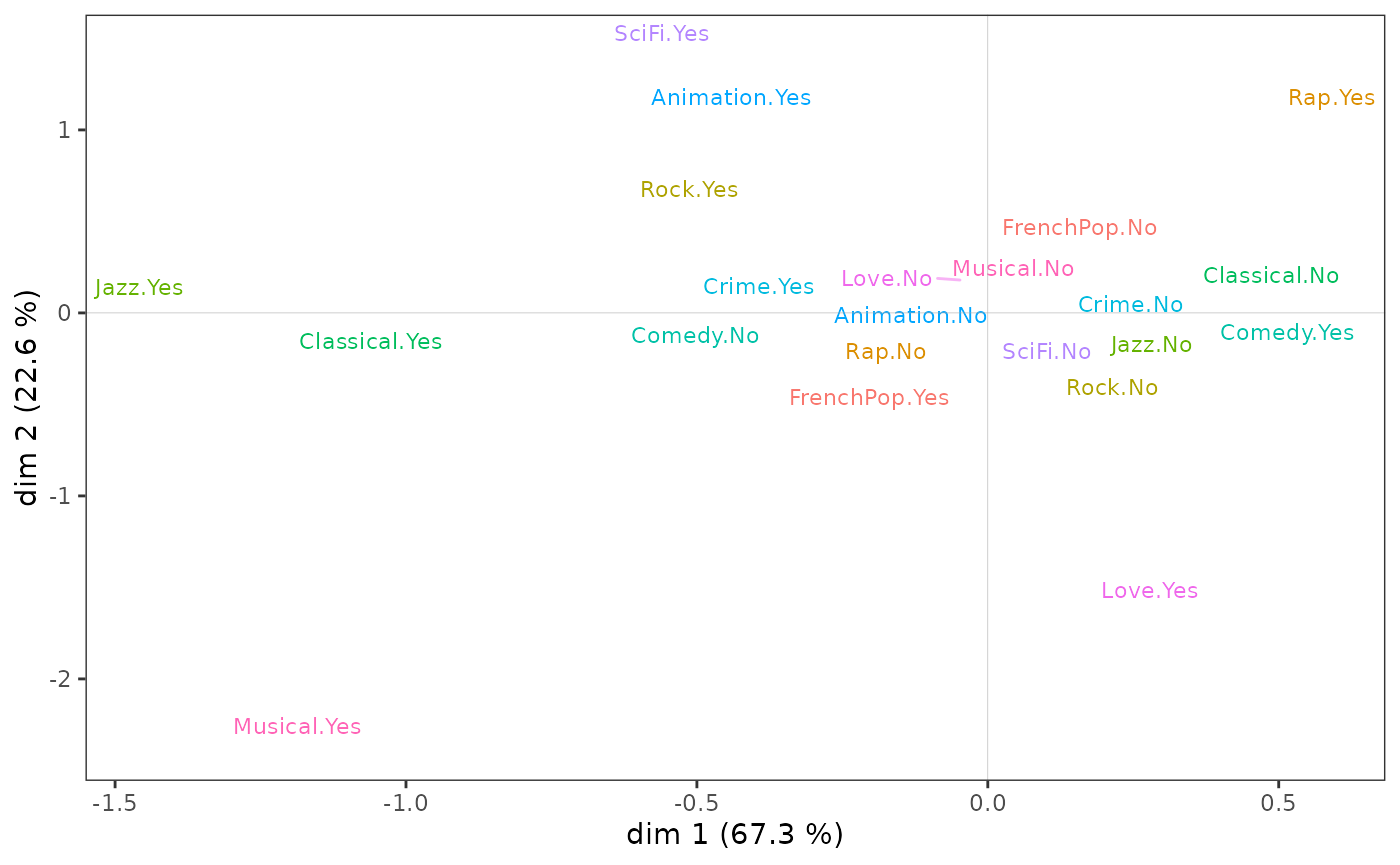 SciFi.Yes
Animation.Yes
Rap.Yes
1
Rock.Yes
FrenchPop.No
Musical.No
Love.No
Classical.No
Jazz.Yes
Crime.Yes
Crime.No
0
Animation.No
Comedy.No
Comedy.Yes
Classical.Yes
Jazz.No
Rap.No
SciFi.No
Rock.No
FrenchPop.Yes
dim 2 (22.6 %)
-1
Love.Yes
-2
Musical.Yes
-1.5
-1.0
-0.5
0.0
0.5
dim 1 (67.3 %)